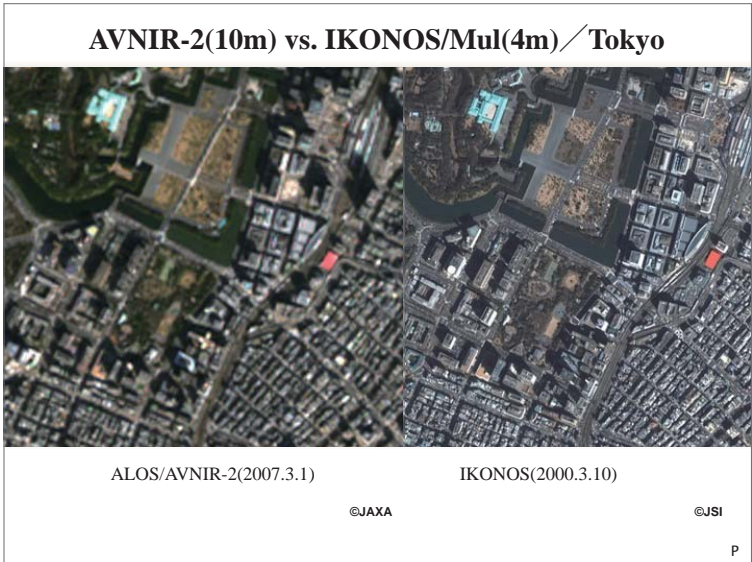 AVNIR-2(10m) vs. IKONOS/Mul(4m)／Tokyo
ALOS/AVNIR-2(2007.3.1) IKONOS(2000.3.10)
©JAXA ©JSI
P